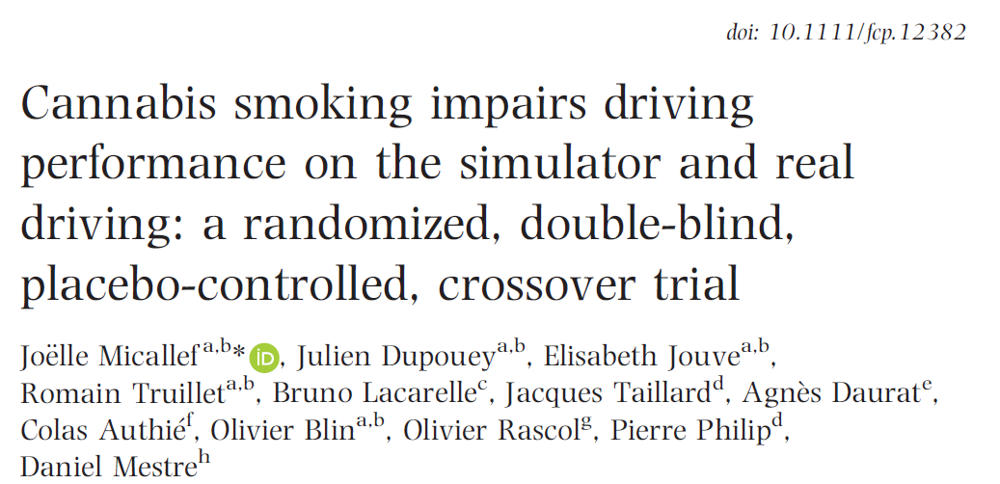 doi: 10.1111/fcp.12382
Cannabis smoking impairs driving
performance on the simulator and real
driving: a randomized, double-blind,
placebo-controlled, crossover trial
Joëlle Micallef a,b* iD, Julien Dupouey a,b, Elisabeth Jouve a,b,
Romain Truillet a,b, Bruno Lacarelle c, Jacques Taillard d, Agnès Daurat e,
Colas Authié f, Olivier Blin a,b, Olivier Rascol g, Pierre Philip d,
Daniel Mestre h